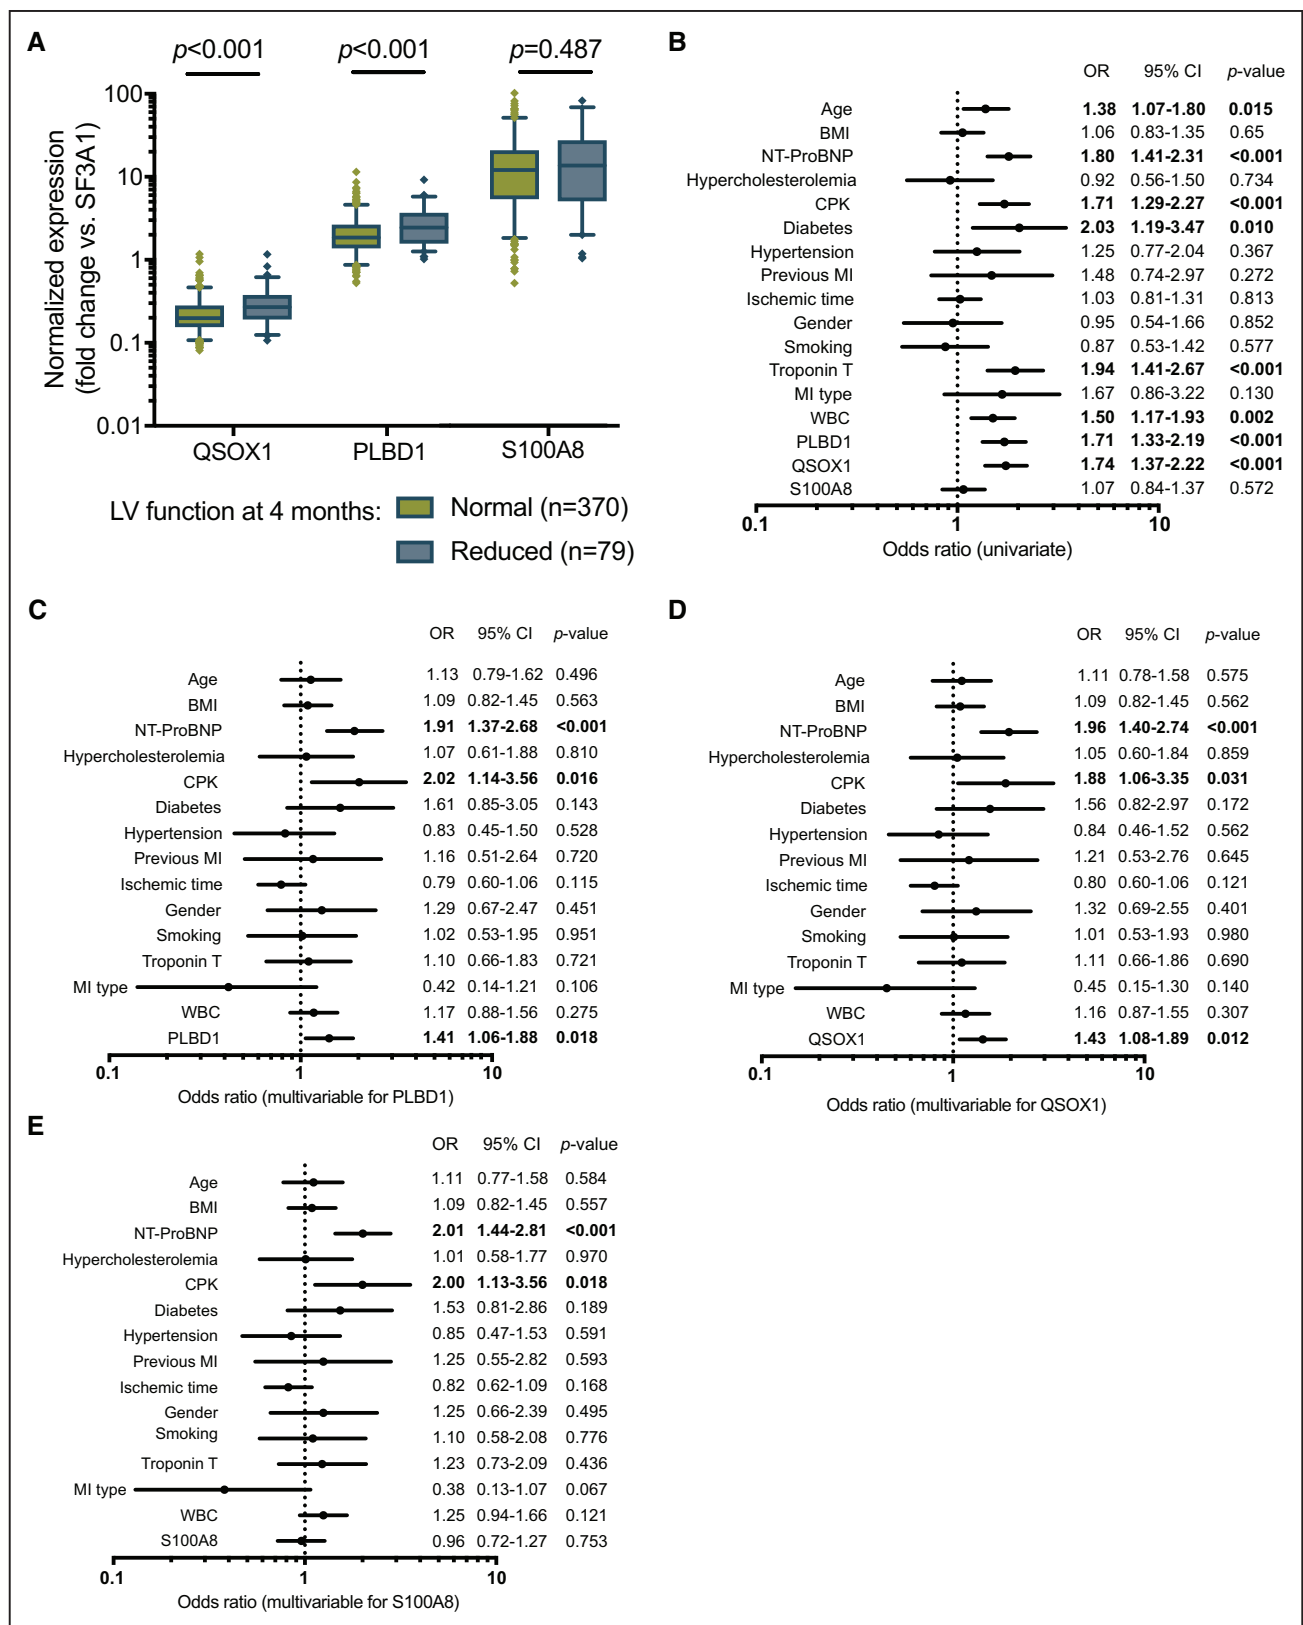 A
p<0.001 p<0.001 p=0.487
Normalized expression
(fold change vs. SF3A1)
100
10
1
0.1
0.01
QSOX1 PLBD1 S100A8
LV function at 4 months: Normal (n=370)
Reduced (n=79)
B
OR 95% CI p-value
Age 1.38 1.07-1.80 0.015
BMI 1.06 0.83-1.35 0.65
NT-ProBNP 1.80 1.41-2.31 <0.001
Hypercholesterolemia 0.92 0.56-1.50 0.734
CPK 1.71 1.29-2.27 <0.001
Diabetes 2.03 1.19-3.47 0.010
Hypertension 1.25 0.77-2.04 0.367
Previous MI 1.48 0.74-2.97 0.272
Ischemic time 1.03 0.81-1.31 0.813
Gender 0.95 0.54-1.66 0.852
Smoking 0.87 0.53-1.42 0.577
Troponin T 1.94 1.41-2.67 <0.001
MI type 1.67 0.86-3.22 0.130
WBC 1.50 1.17-1.93 0.002
PLBD1 1.71 1.33-2.19 <0.001
QSOX1 1.74 1.37-2.22 <0.001
S100A8 1.07 0.84-1.37 0.572
0.1 1 10
Odds ratio (univariate)
C
OR 95% CI p-value
Age 1.13 0.79-1.62 0.496
BMI 1.09 0.82-1.45 0.563
NT-ProBNP 1.91 1.37-2.68 <0.001
Hypercholesterolemia 1.07 0.61-1.88 0.810
CPK 2.02 1.14-3.56 0.016
Diabetes 1.61 0.85-3.05 0.143
Hypertension 0.83 0.45-1.50 0.528
Previous MI 1.16 0.51-2.64 0.720
Ischemic time 0.79 0.60-1.06 0.115
Gender 1.29 0.67-2.47 0.451
Smoking 1.02 0.53-1.95 0.951
Troponin T 1.10 0.66-1.83 0.721
MI type 0.42 0.14-1.21 0.106
WBC 1.17 0.88-1.56 0.275
PLBD1 1.41 1.06-1.88 0.018
0.1 1 10
Odds ratio (multivariable for PLBD1)
D
OR 95% CI p-value
Age 1.11 0.78-1.58 0.575
BMI 1.09 0.82-1.45 0.562
NT-ProBNP 1.96 1.40-2.74 <0.001
Hypercholesterolemia 1.05 0.60-1.84 0.859
CPK 1.88 1.06-3.35 0.031
Diabetes 1.56 0.82-2.97 0.172
Hypertension 0.84 0.46-1.52 0.562
Previous MI 1.21 0.53-2.76 0.645
Ischemic time 0.80 0.60-1.06 0.121
Gender 1.32 0.69-2.55 0.401
Smoking 1.01 0.53-1.93 0.980
Troponin T 1.11 0.66-1.86 0.690
MI type 0.45 0.15-1.30 0.140
WBC 1.16 0.87-1.55 0.307
QSOX1 1.43 1.08-1.89 0.012
0.1 1 10
Odds ratio (multivariable for QSOX1)
E
OR 95% CI p-value
Age 1.11 0.77-1.58 0.584
BMI 1.09 0.82-1.45 0.557
NT-ProBNP 2.01 1.44-2.81 <0.001
Hypercholesterolemia 1.01 0.58-1.77 0.970
CPK 2.00 1.13-3.56 0.018
Diabetes 1.53 0.81-2.86 0.189
Hypertension 0.85 0.47-1.53 0.591
Previous MI 1.25 0.55-2.82 0.593
Ischemic time 0.82 0.62-1.09 0.168
Gender 1.25 0.66-2.39 0.495
Smoking 1.10 0.58-2.08 0.776
Troponin T 1.23 0.73-2.09 0.436
MI type 0.38 0.13-1.07 0.067
WBC 1.25 0.94-1.66 0.121
S100A8 0.96 0.72-1.27 0.753
0.1 1 10
Odds ratio (multivariable for S100A8)